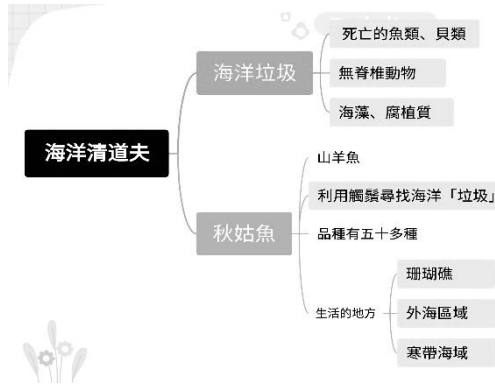 海洋清道夫
海洋垃圾
死亡的魚類、貝類
無脊椎動物
海藻、腐植質
秋姑魚
山羊魚
利用觸鬚尋找海洋「垃圾」
品種有五十多種
生活的地方
珊瑚礁
外海區域
寒帶海域